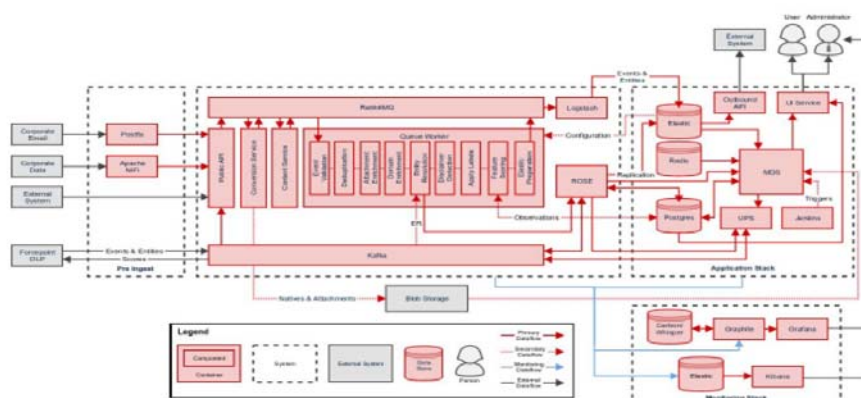 User
Administrator
External
System
Events &
Entities
RabbitMQ
Logstash
Elastic
Outbound
API
UI Service
Corporate
Email
Postfix
Queue Worker
Configuration
Corporate
Data
Apache
NiFi
Public API
Conversion Service
Content Service
Event
Validation
Deduplication
Attachment
Enrichment
Domain
Enrichment
Entity
Resolution
Disclaimer
Detection
Apply Labels
Feature
Scoring
Elastic
Preparation
Redis
MDS
External
System
ROSE
Replication
Observations
Postgres
Triggers
UPS
Jenkins
Forcepoint
DLP
Events & Entities
Scores
Pre Ingest
Kafka
Application Stack
Natives & Attachments
Blob Storage
Legend
Component
Container
System
External System
Data
Store
Person
Primary
Dataflow
Secondary
Dataflow
Monitoring
Dataflow
External
Dataflow
Carbon/
Whisper
Graphite
Grafana
Elastic
Kibana